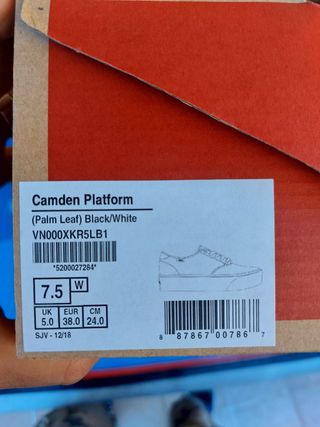 Camden Platform
(Palm Leaf) Black/White
VN000XKR5LB1
*5200027284*
7.5 W
UK EUR CM
5.0 38.0 24.0
SJV - 12/18
8 87867 00786 7